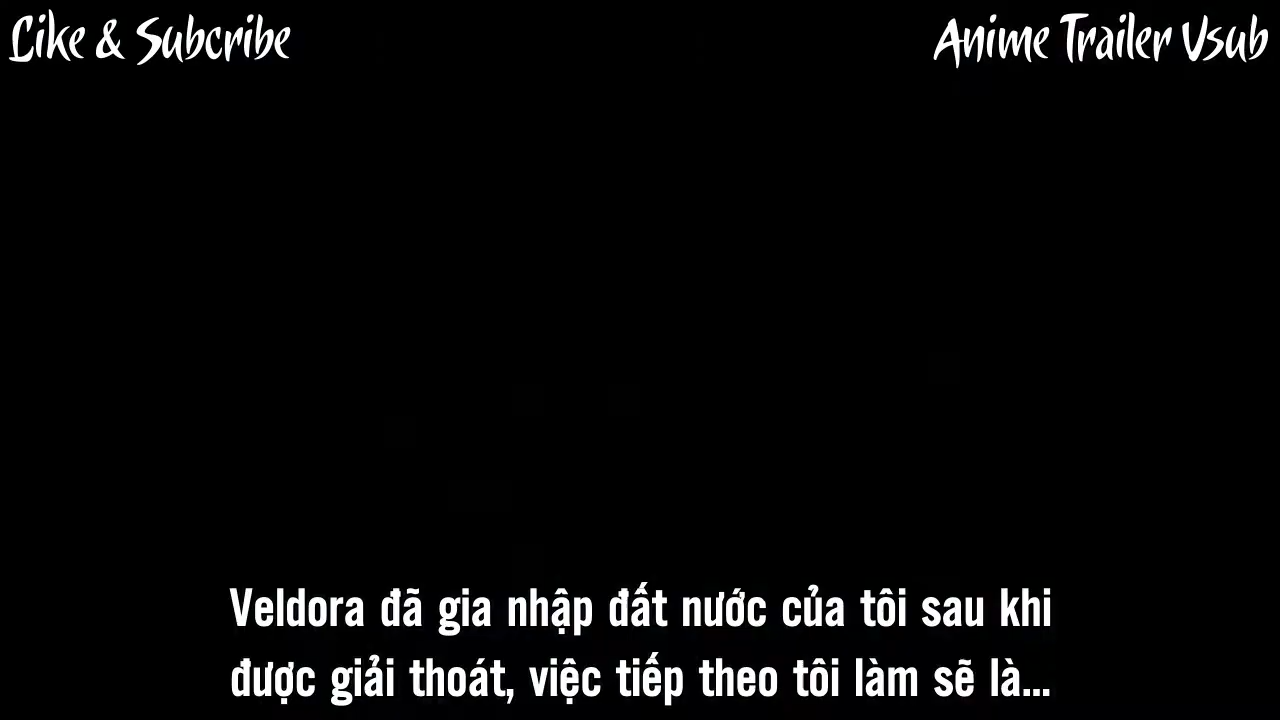 Like & Subcribe
Anime Trailer Vsub
Veldora đã gia nhập đất nước của tôi sau khi
được giải thoát, việc tiếp theo tôi làm sẽ là...